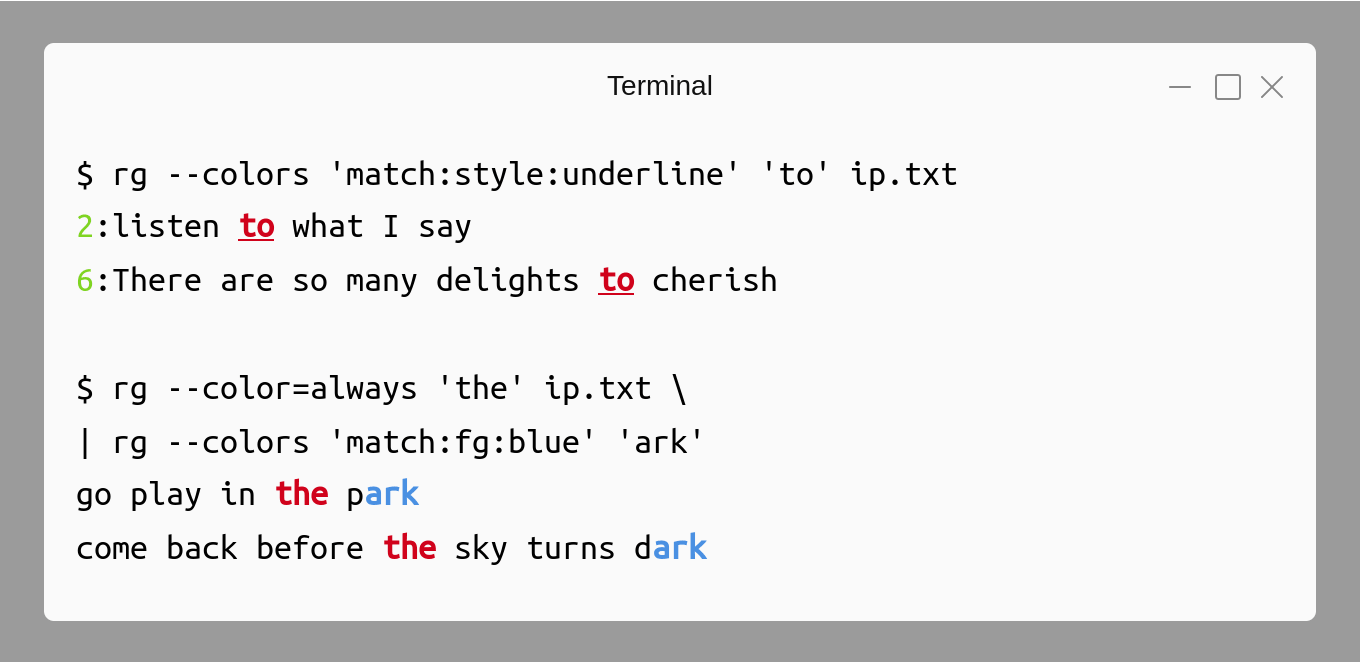 Terminal
$ rg --colors 'match:style:underline' 'to' ip.txt
2:listen to what I say
6:There are so many delights to cherish
$ rg --color=always 'the' ip.txt \
| rg --colors 'match:fg:blue' 'ark'
go play in the park
come back before the sky turns dark